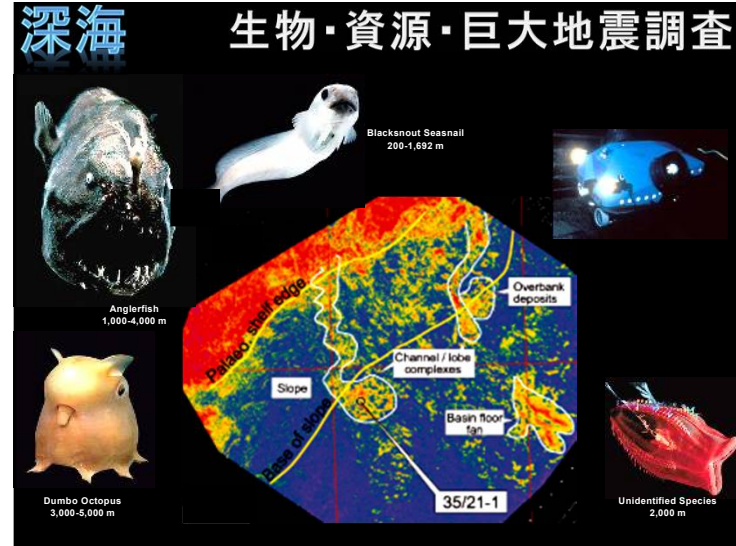 深海 生物・資源・巨大地震調査
Blacksnout Seasnail
200-1,692 m
Anglerfish
1,000-4,000 m
Palaeo. shelf edge
Overbank
deposits
Channel / lobe
complexes
Slope
Base of slope
Basin floor
fan
35/21-1
Dumbo Octopus
3,000-5,000 m
Unidentified Species
2,000 m